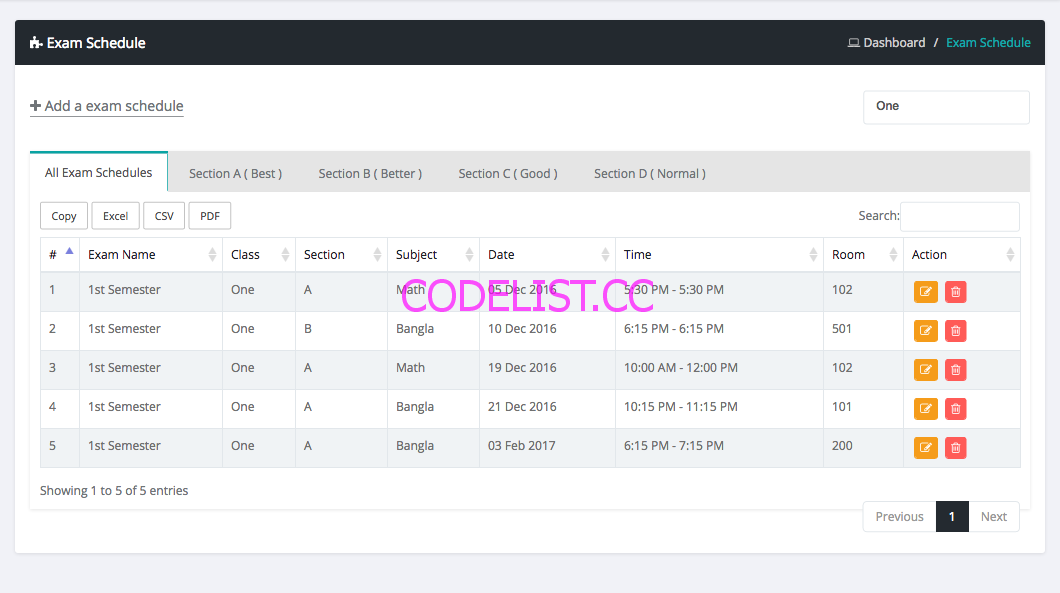 Exam Schedule
Dashboard / Exam Schedule
Add a exam schedule
One
All Exam Schedules Section A ( Best ) Section B ( Better ) Section C ( Good ) Section D ( Normal )
Copy Excel CSV PDF Search:
# Exam Name Class Section Subject Date Time Room Action
1 1st Semester One A Math 05 Dec 2016 5:30 PM - 5:30 PM 102
CODELIST.CC
2 1st Semester One B Bangla 10 Dec 2016 6:15 PM - 6:15 PM 501
3 1st Semester One A Math 19 Dec 2016 10:00 AM - 12:00 PM 102
4 1st Semester One A Bangla 21 Dec 2016 10:15 PM - 11:15 PM 101
5 1st Semester One A Bangla 03 Feb 2017 6:15 PM - 7:15 PM 200
Showing 1 to 5 of 5 entries
Previous 1 Next